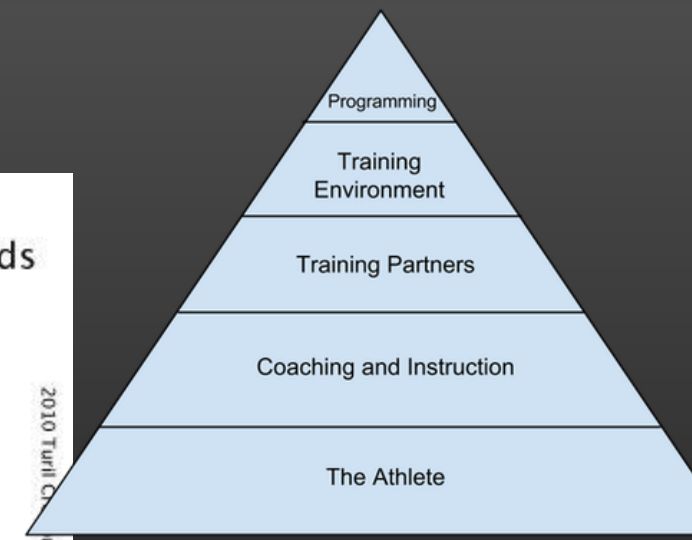 Programming
Training
Environment
Training Partners
Coaching and Instruction
The Athlete
ds
2010 Turil